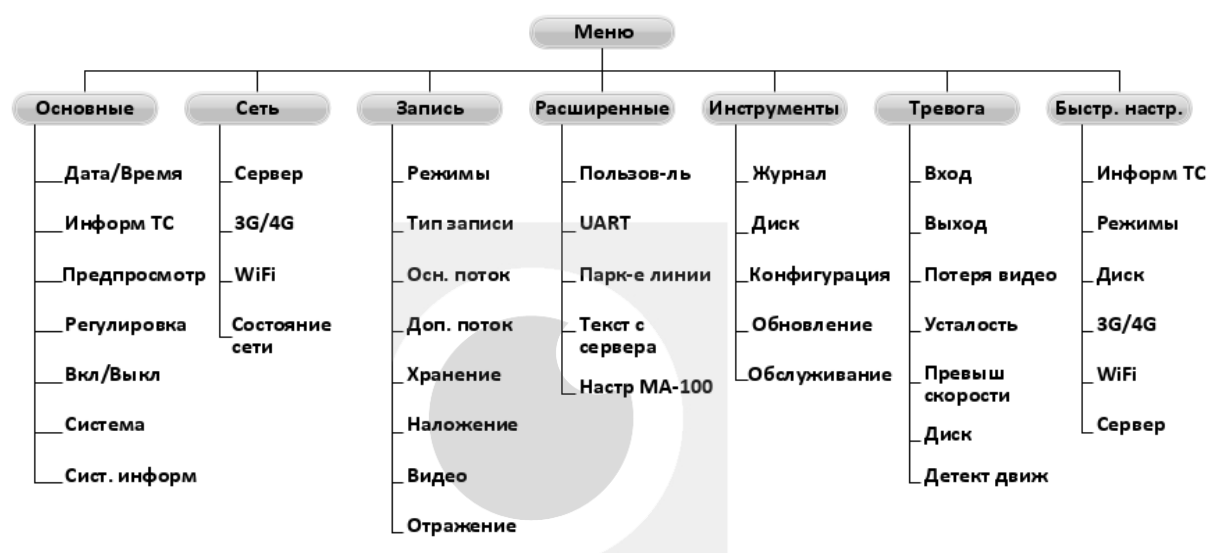 Меню
Основные
Сеть
Запись
Расширенные
Инструменты
Тревога
Быстр. настр.
Дата/Время
Информ ТС
Предпросмотр
Регулировка
Вкл/Выкл
Система
Сист. информ
Сервер
3G/4G
WiFi
Состояние
сети
Режимы
Тип записи
Осн. поток
Доп. поток
Хранение
Наложение
Видео
Отражение
Пользов-ль
UART
Парк-е линии
Текст с
сервера
Настр МА-100
Журнал
Диск
Конфигурация
Обновление
Обслуживание
Вход
Выход
Потеря видео
Усталость
Превыш
скорости
Диск
Детект движ
Информ ТС
Режимы
Диск
3G/4G
WiFi
Сервер